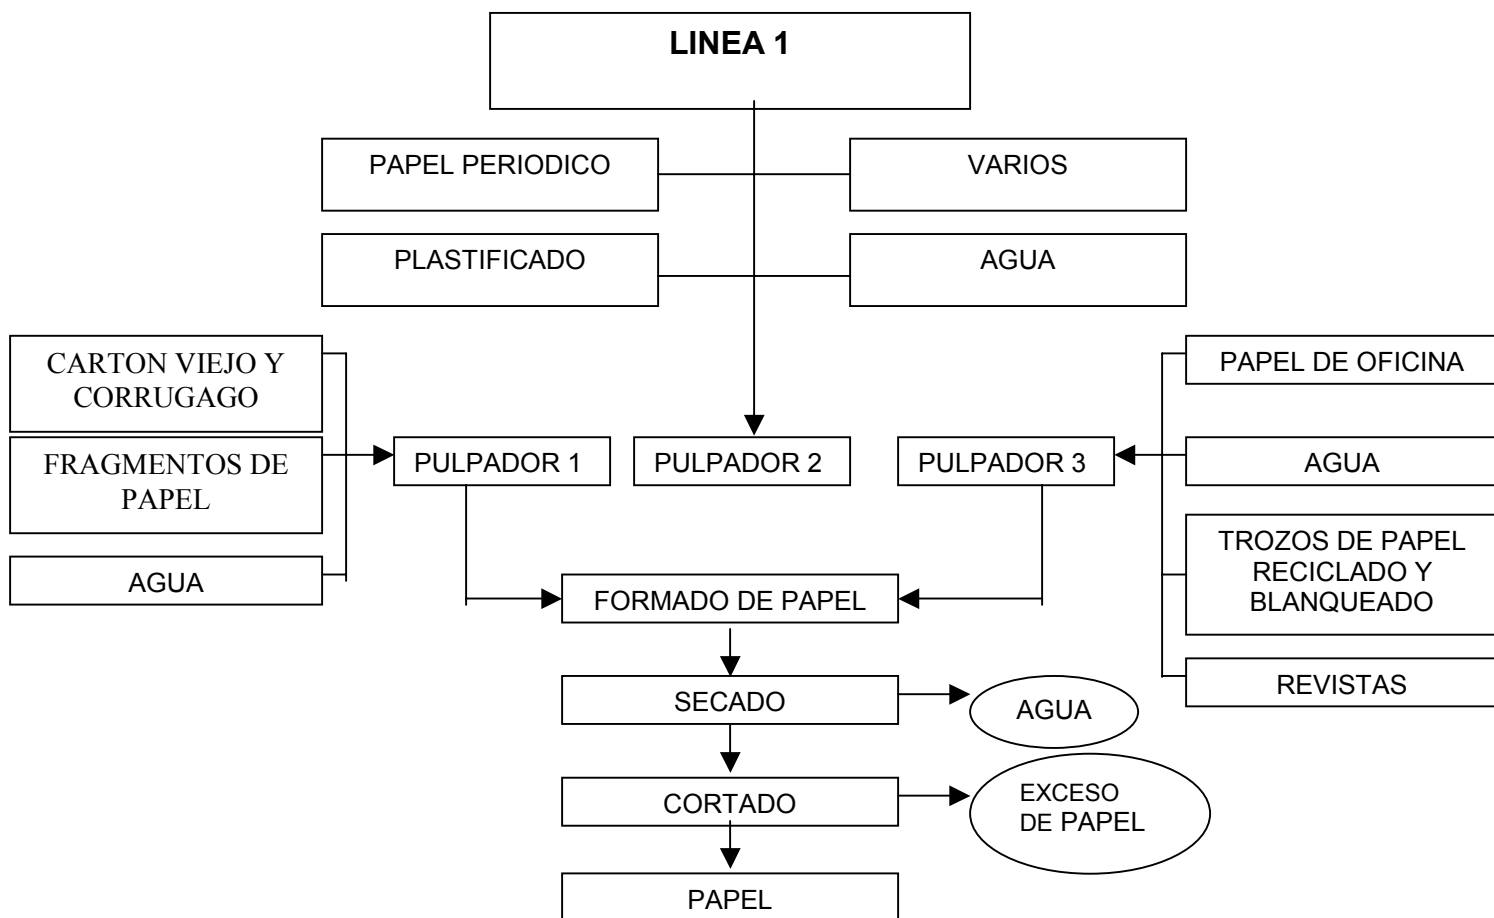 LINEA 1
PAPEL PERIODICO
VARIOS
PLASTIFICADO
AGUA
CARTON VIEJO Y
CORRUGAGO
PAPEL DE OFICINA
FRAGMENTOS DE
PAPEL
PULPADOR 1
PULPADOR 2
PULPADOR 3
AGUA
AGUA
TROZOS DE PAPEL
RECICLADO Y
BLANQUEADO
FORMADO DE PAPEL
REVISTAS
SECADO
AGUA
CORTADO
EXCESO
DE PAPEL
PAPEL